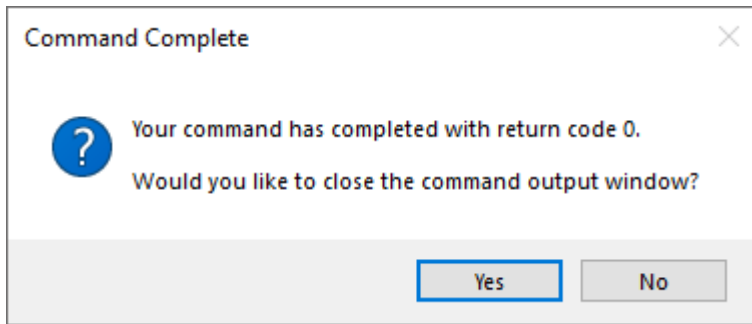 Command Complete
?
Your command has completed with return code 0.
Would you like to close the command output window?
Yes No